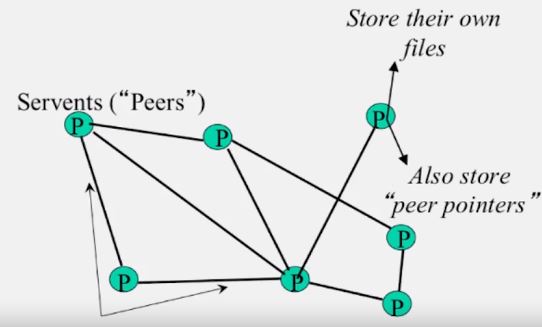 Store their own
files
Servents (“Peers”)
P
P
P
Also store
“peer pointers”
P
P
P
P